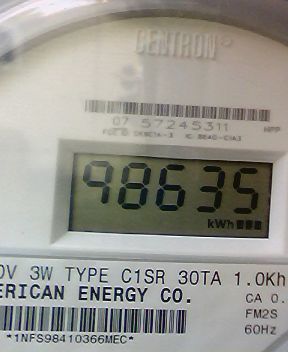 CENTRON®
07 57245311
APP
98635
kWh
0V 3W TYPE C1SR 30TA 1.0Kh
ERICAN ENERGY CO.
CA 0.
FM2S
60Hz
*1NFS98410366MEC*